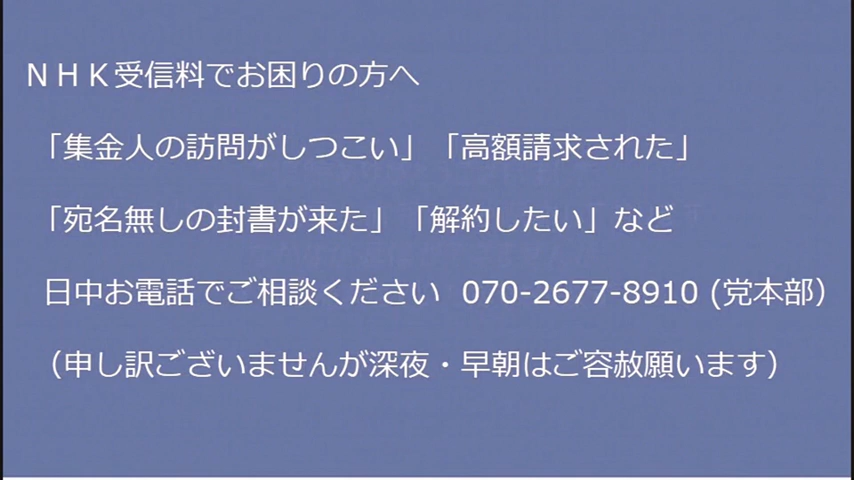 ＮＨＫ受信料でお困りの方へ
「集金人の訪問がしつこい」「高額請求された」
「宛名無しの封書が来た」「解約したい」など
日中お電話でご相談ください 070-2677-8910 (党本部）
（申し訳ございませんが深夜・早朝はご容赦願います）